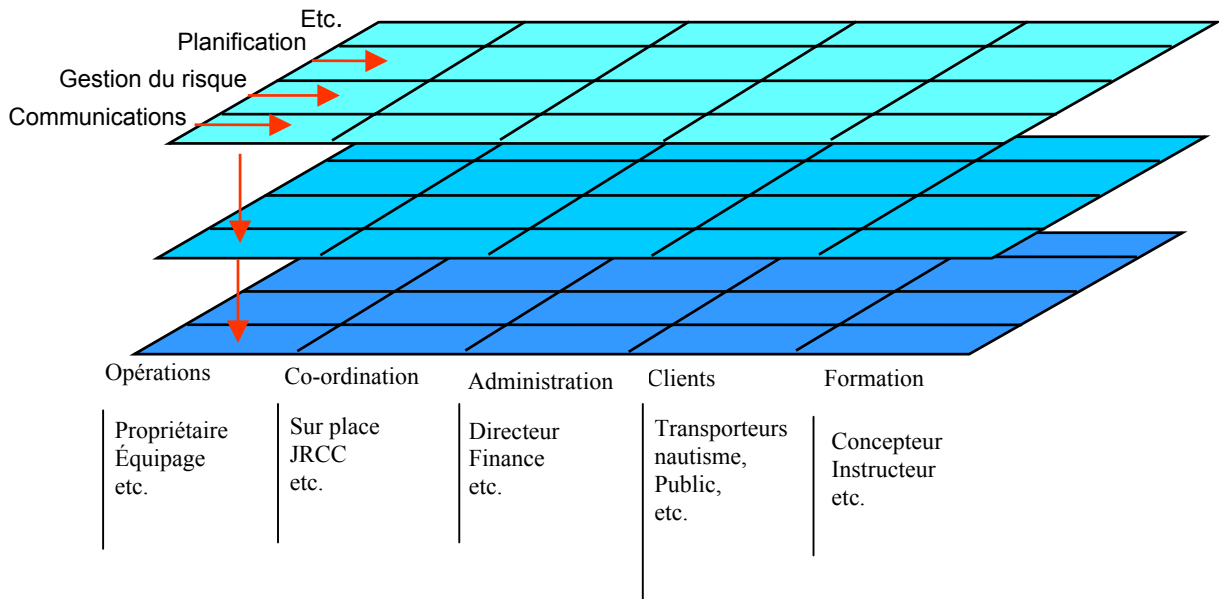 Etc.
Planification
Gestion du risque
Communications
Opérations
Co-ordination
Administration
Clients
Formation
Propriétaire
Équipage
etc.
Sur place
JRCC
etc.
Directeur
Finance
etc.
Transporteurs
nautisme,
Public,
etc.
Concepteur
Instructeur
etc.